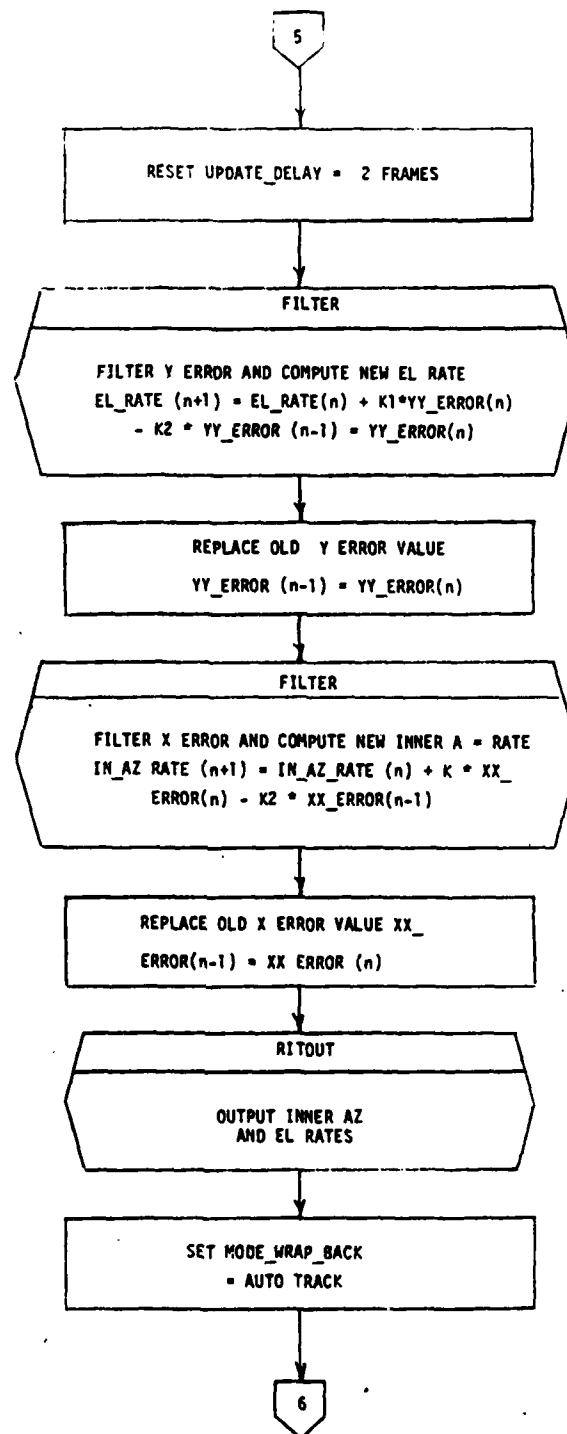 5
RESET UPDATE_DELAY = 2 FRAMES
FILTER
FILTER Y ERROR AND COMPUTE NEW EL RATE
EL_RATE (n+1) = EL_RATE(n) + K1*YY_ERROR(n)
- K2 * YY_ERROR (n-1) = YY_ERROR(n)
REPLACE OLD Y ERROR VALUE
YY_ERROR (n-1) = YY_ERROR(n)
FILTER
FILTER X ERROR AND COMPUTE NEW INNER A = RATE
IN_AZ RATE (n+1) = IN_AZ_RATE (n) + K * XX_
ERROR(n) - K2 * XX_ERROR(n-1)
REPLACE OLD X ERROR VALUE XX_
ERROR(n-1) = XX ERROR (n)
RITOUT
OUTPUT INNER AZ
AND EL RATES
SET MODE_WRAP_BACK
= AUTO TRACK
6